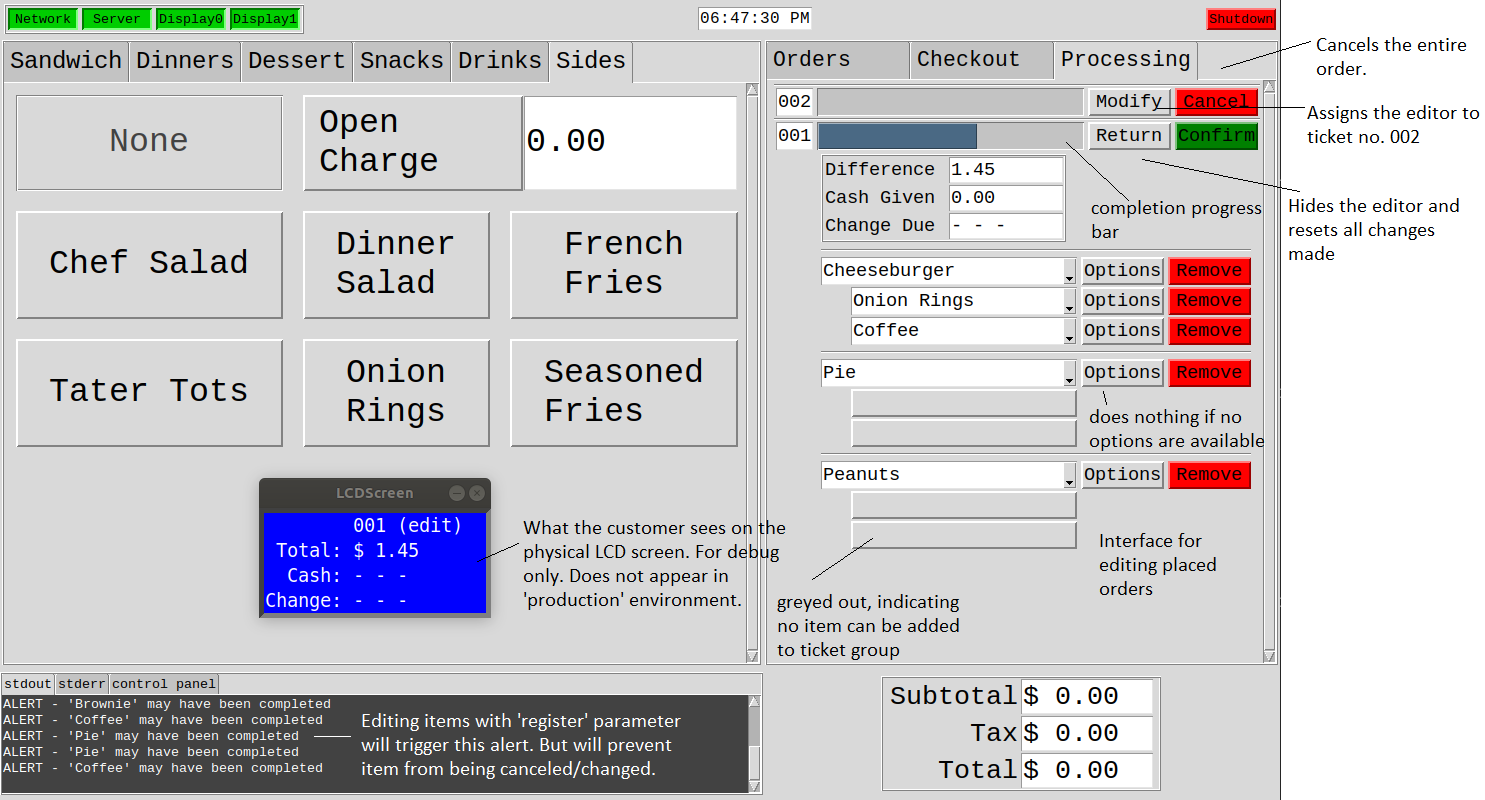 Network Server Display0 Display1
06:47:30 PM
Shutdown
Sandwich Dinners Dessert Snacks Drinks Sides
None
Open
Charge
0.00
Chef Salad
Dinner
Salad
French
Fries
Tater Tots
Onion
Rings
Seasoned
Fries
LCDScreen
001 (edit)
Total: $ 1.45
Cash: - - -
Change: - - -
What the customer sees on the
physical LCD screen. For debug
only. Does not appear in
'production' environment.
Orders Checkout Processing
002 Modify Cancel
001 Return Confirm
Difference 1.45
Cash Given 0.00
Change Due - - -
Cheeseburger Options Remove
Onion Rings Options Remove
Coffee Options Remove
Pie Options Remove
Peanuts Options Remove
Cancels the entire
order.
Assigns the editor to
ticket no. 002
completion progress
bar
Hides the editor and
resets all changes
made
does nothing if no
options are available
Interface for
editing placed
orders
greyed out, indicating
no item can be added
to ticket group
stdout stderr control panel
ALERT - 'Brownie' may have been completed
ALERT - 'Coffee' may have been completed
ALERT - 'Pie' may have been completed
ALERT - 'Pie' may have been completed
ALERT - 'Coffee' may have been completed
Editing items with 'register' parameter
will trigger this alert. But will prevent
item from being canceled/changed.
Subtotal $ 0.00
Tax $ 0.00
Total $ 0.00